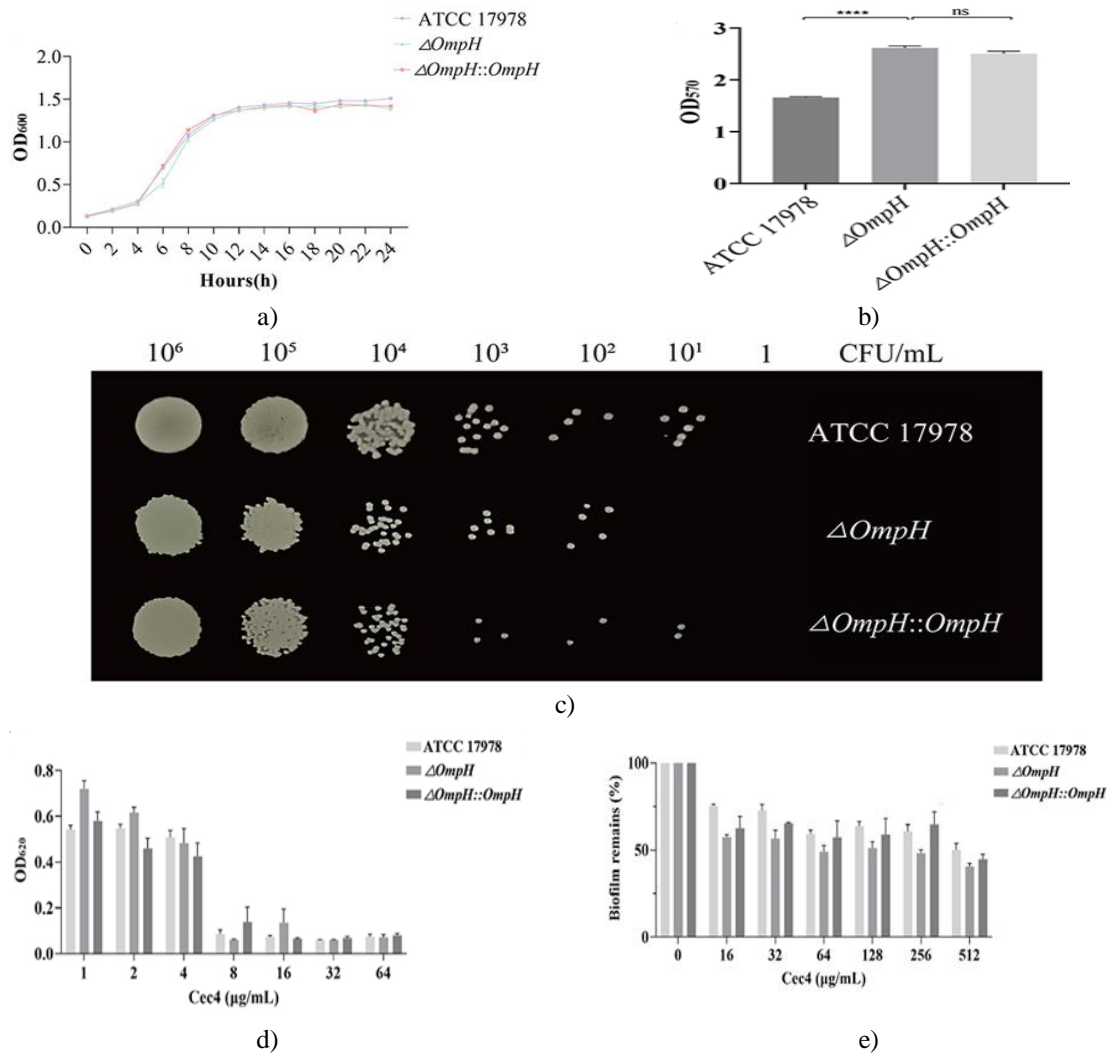 ATCC 17978
△OmpH
△OmpH::OmpH
2.0
1.5
1.0
0.5
0.0
OD600
0 2 4 6 8 10 12 14 16 18 20 22 24
Hours(h)
a)
**** ns
3
2
1
0
OD570
ATCC 17978
△OmpH
△OmpH::OmpH
b)
10⁶ 10⁵ 10⁴ 10³ 10² 10¹ 1 CFU/mL
ATCC 17978
△OmpH
△OmpH::OmpH
c)
ATCC 17978
△OmpH
△OmpH::OmpH
0.8
0.6
0.4
0.2
0.0
OD620
1 2 4 8 16 32 64
Cec4 (μg/mL)
d)
ATCC 17978
△OmpH
△OmpH::OmpH
100
50
0
Biofilm remains (%)
0 16 32 64 128 256 512
Cec4 (μg/mL)
e)